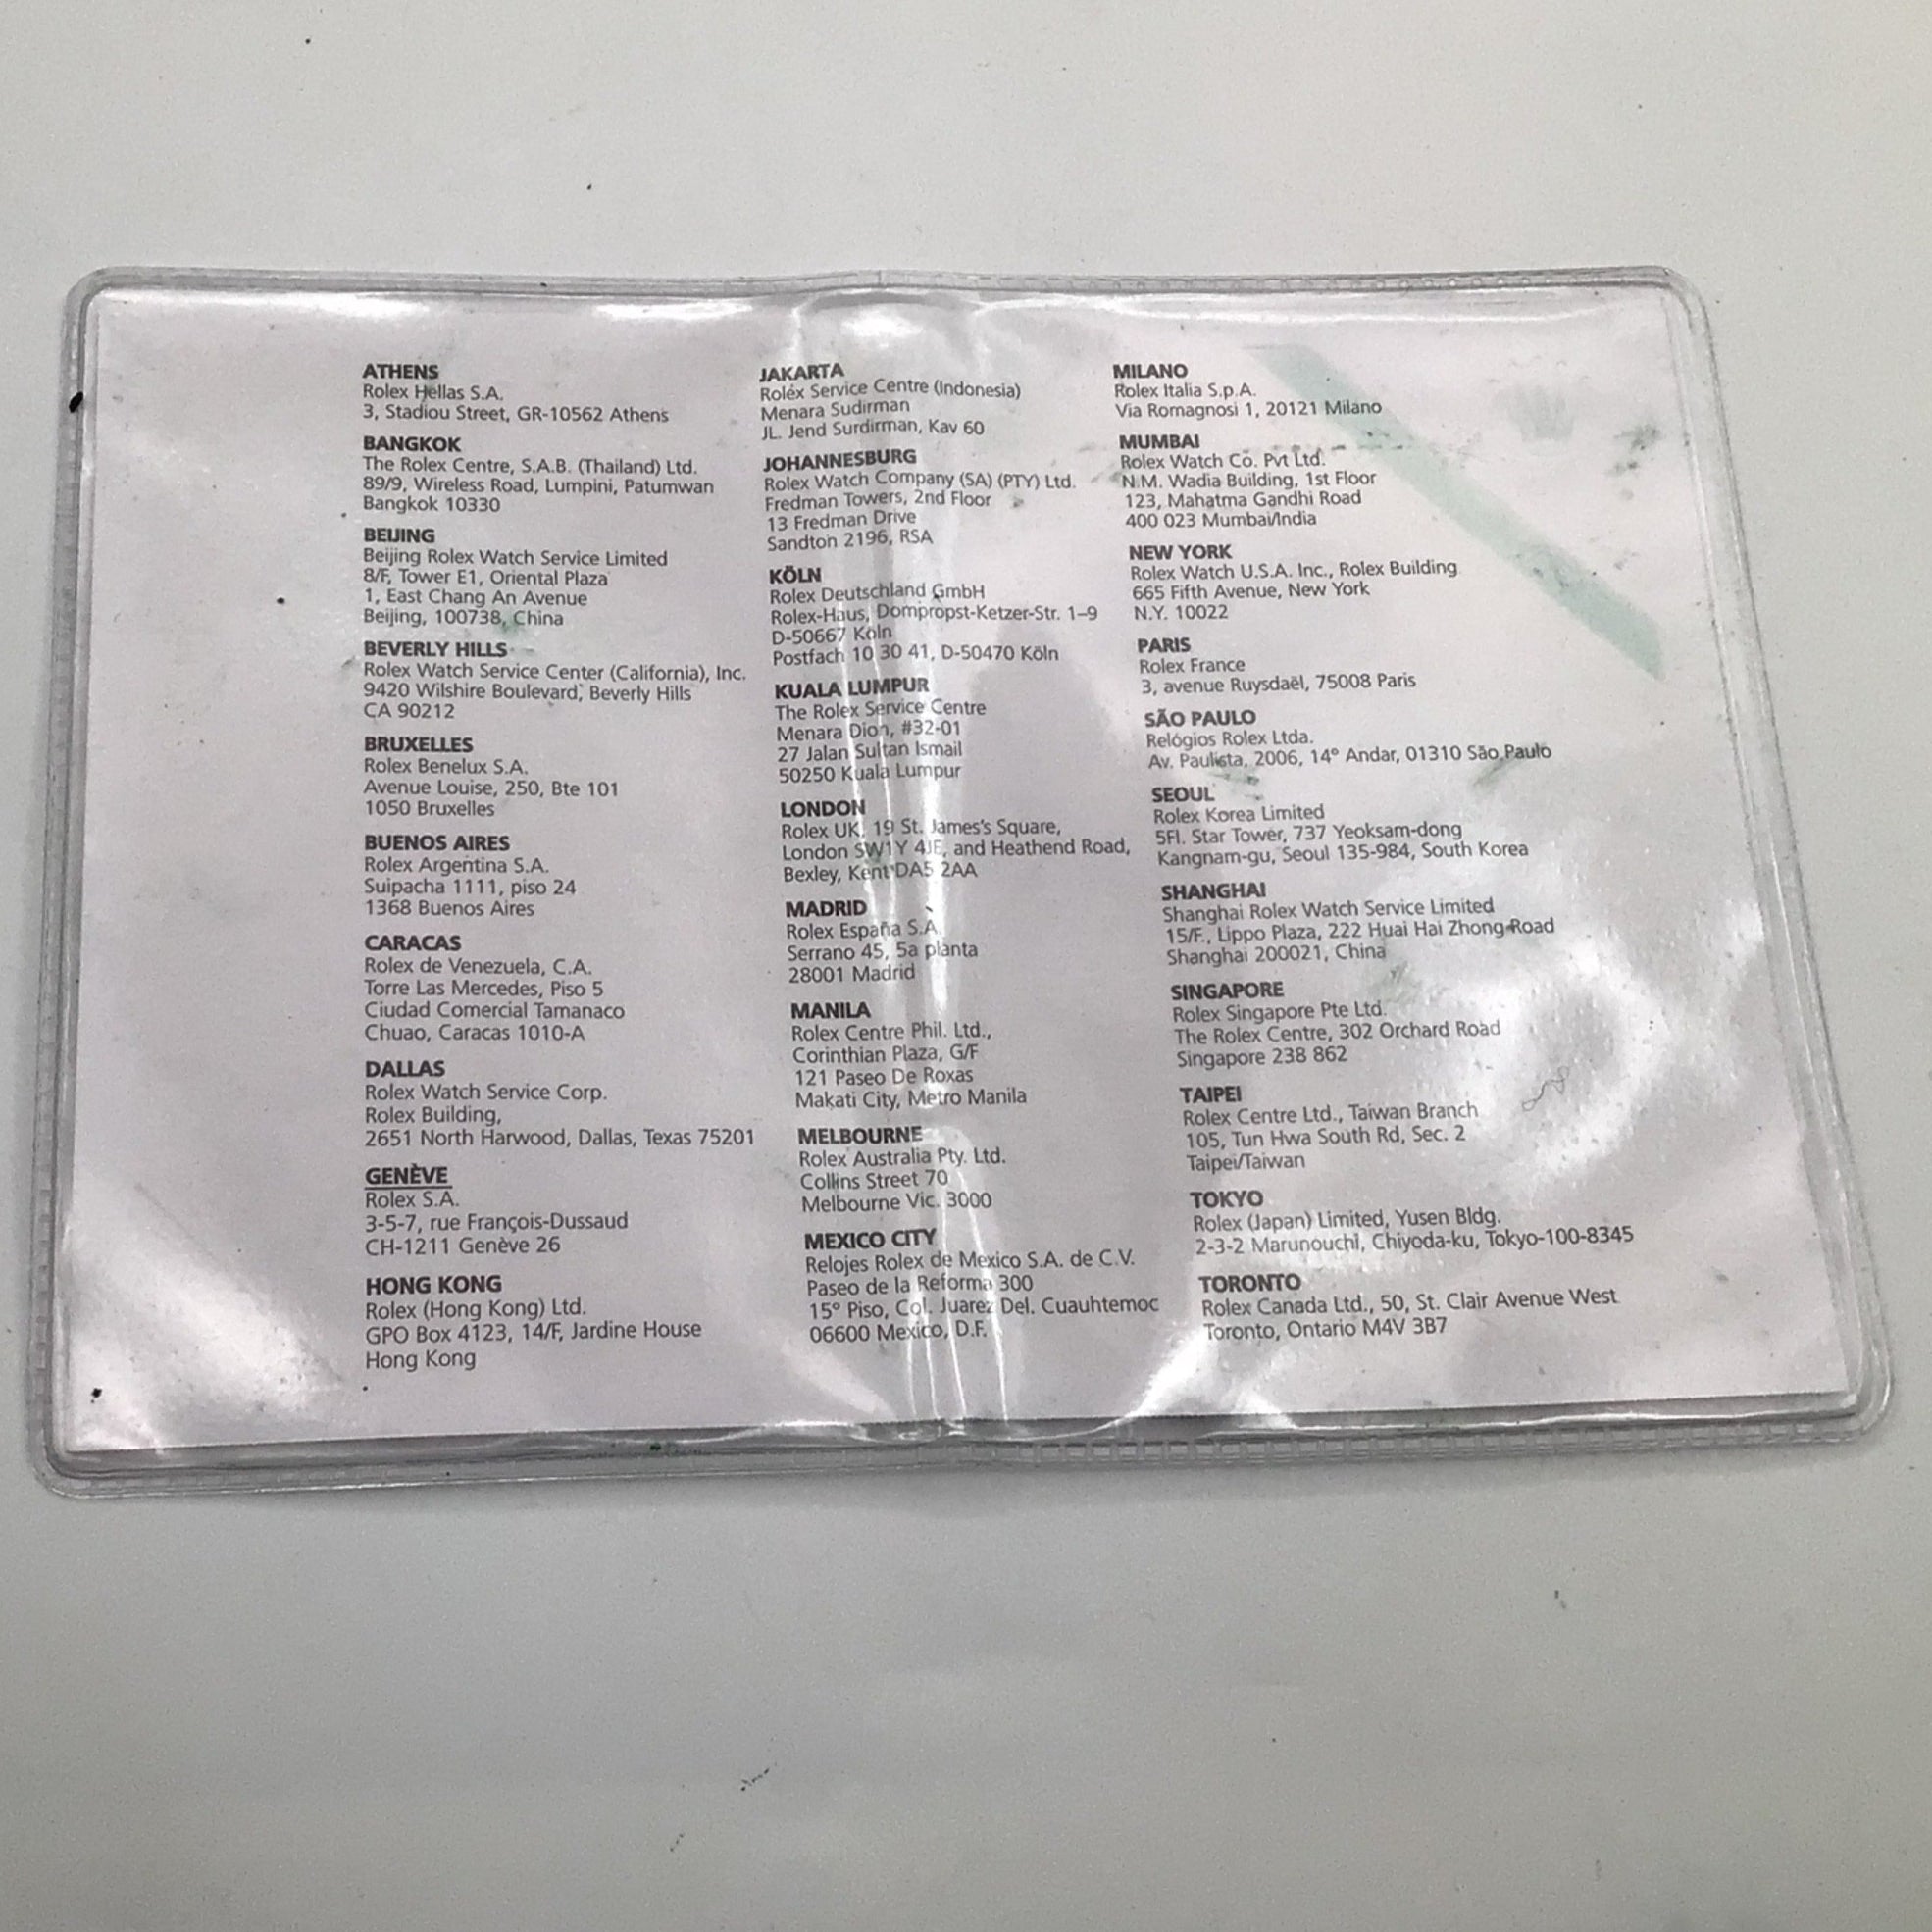 ATHENS
Rolex Hellas S.A.
3, Stadiou Street, GR-10562 Athens
BANGKOK
The Rolex Centre, S.A.B. (Thailand) Ltd.
89/9, Wireless Road, Lumpini, Patumwan
Bangkok 10330
BEIJING
Beijing Rolex Watch Service Limited
8/F, Tower E1, Oriental Plaza
1, East Chang An Avenue
Beijing, 100738, China
BEVERLY HILLS
Rolex Watch Service Center (California), Inc.
9420 Wilshire Boulevard, Beverly Hills
CA 90212
BRUXELLES
Rolex Benelux S.A.
Avenue Louise, 250, Bte 101
1050 Bruxelles
BUENOS AIRES
Rolex Argentina S.A.
Suipacha 1111, piso 24
1368 Buenos Aires
CARACAS
Rolex de Venezuela, C.A.
Torre Las Mercedes, Piso 5
Ciudad Comercial Tamanaco
Chuao, Caracas 1010-A
DALLAS
Rolex Watch Service Corp.
Rolex Building,
2651 North Harwood, Dallas, Texas 75201
GENÈVE
Rolex S.A.
3-5-7, rue François-Dussaud
CH-1211 Genève 26
HONG KONG
Rolex (Hong Kong) Ltd.
GPO Box 4123, 14/F, Jardine House
Hong Kong
JAKARTA
Rolex Service Centre (Indonesia)
Menara Sudirman
JL. Jend Surdirman, Kav 60
JOHANNESBURG
Rolex Watch Company (SA) (PTY) Ltd.
Fredman Towers, 2nd Floor
13 Fredman Drive
Sandton 2196, RSA
KÖLN
Rolex Deutschland GmbH
Rolex-Haus, Dompropst-Ketzer-Str. 1–9
D-50667 Köln
Postfach 10 30 41, D-50470 Köln
KUALA LUMPUR
The Rolex Service Centre
Menara Dion, #32-01
27 Jalan Sultan Ismail
50250 Kuala Lumpur
LONDON
Rolex UK, 19 St. James's Square,
London SW1Y 4JE, and Heathend Road,
Bexley, Kent DA5 2AA
MADRID
Rolex España S.A.
Serrano 45, 5a planta
28001 Madrid
MANILA
Rolex Centre Phil. Ltd.,
Corinthian Plaza, G/F
121 Paseo De Roxas
Makati City, Metro Manila
MELBOURNE
Rolex Australia Pty. Ltd.
Collins Street 70
Melbourne Vic. 3000
MEXICO CITY
Relojes Rolex de Mexico S.A. de C.V.
Paseo de la Reforma 300
15° Piso, Col. Juarez Del. Cuauhtemoc
06600 Mexico, D.F.
MILANO
Rolex Italia S.p.A.
Via Romagnosi 1, 20121 Milano
MUMBAI
Rolex Watch Co. Pvt Ltd.
N.M. Wadia Building, 1st Floor
123, Mahatma Gandhi Road
400 023 Mumbai/India
NEW YORK
Rolex Watch U.S.A. Inc., Rolex Building
665 Fifth Avenue, New York
N.Y. 10022
PARIS
Rolex France
3, avenue Ruysdaël, 75008 Paris
SÃO PAULO
Relógios Rolex Ltda.
Av. Paulista, 2006, 14° Andar, 01310 São Paulo
SEOUL
Rolex Korea Limited
5Fl. Star Tower, 737 Yeoksam-dong
Kangnam-gu, Seoul 135-984, South Korea
SHANGHAI
Shanghai Rolex Watch Service Limited
15/F., Lippo Plaza, 222 Huai Hai Zhong Road
Shanghai 200021, China
SINGAPORE
Rolex Singapore Pte Ltd.
The Rolex Centre, 302 Orchard Road
Singapore 238 862
TAIPEI
Rolex Centre Ltd., Taiwan Branch
105, Tun Hwa South Rd, Sec. 2
Taipei/Taiwan
TOKYO
Rolex (Japan) Limited, Yusen Bldg.
2-3-2 Marunouchi, Chiyoda-ku, Tokyo-100-8345
TORONTO
Rolex Canada Ltd., 50, St. Clair Avenue West
Toronto, Ontario M4V 3B7